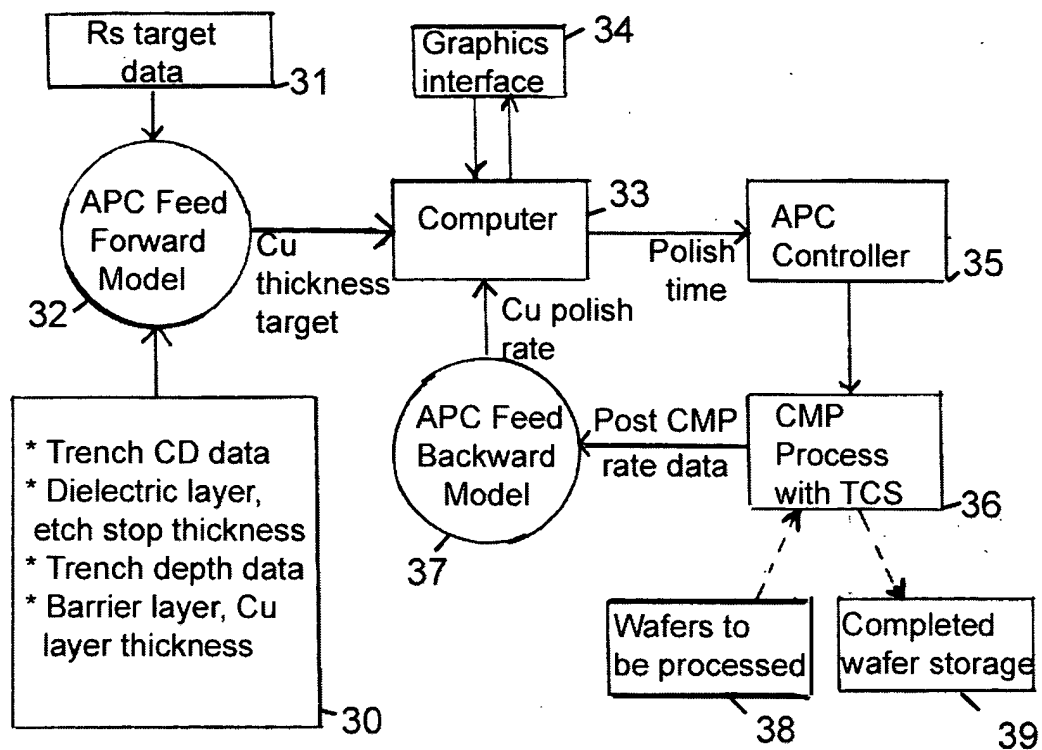 Rs target
data
31
Graphics
interface
34
APC Feed
Forward
Model
32
Cu
thickness
target
Computer
33
Polish
time
APC
Controller
35
Cu polish
rate
* Trench CD data
* Dielectric layer,
etch stop thickness
* Trench depth data
* Barrier layer, Cu
layer thickness
30
APC Feed
Backward
Model
37
Post CMP
rate data
CMP
Process
with TCS
36
Wafers to
be processed
38
Completed
wafer storage
39